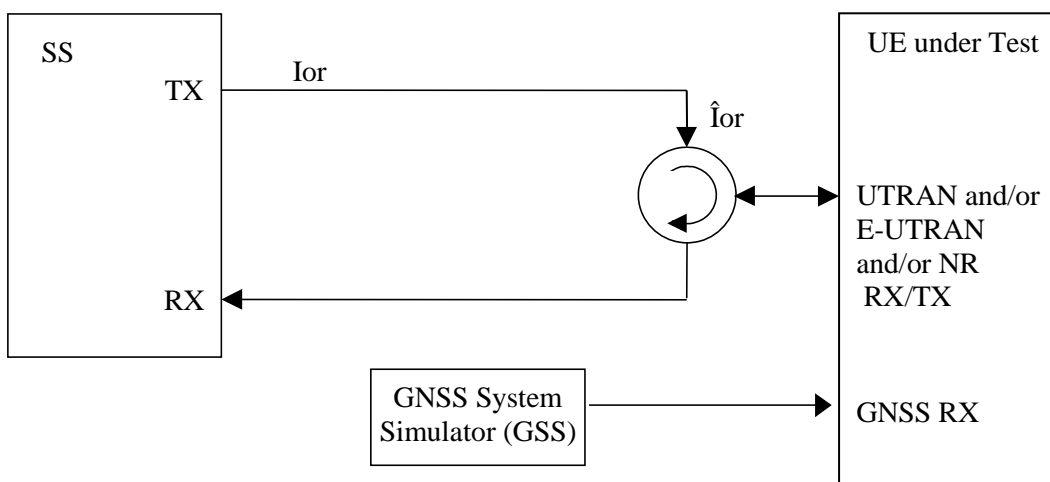 SS
UE under Test
TX
Ior
Îor
UTRAN and/or
E-UTRAN
and/or NR
RX/TX
RX
GNSS System
Simulator (GSS)
GNSS RX